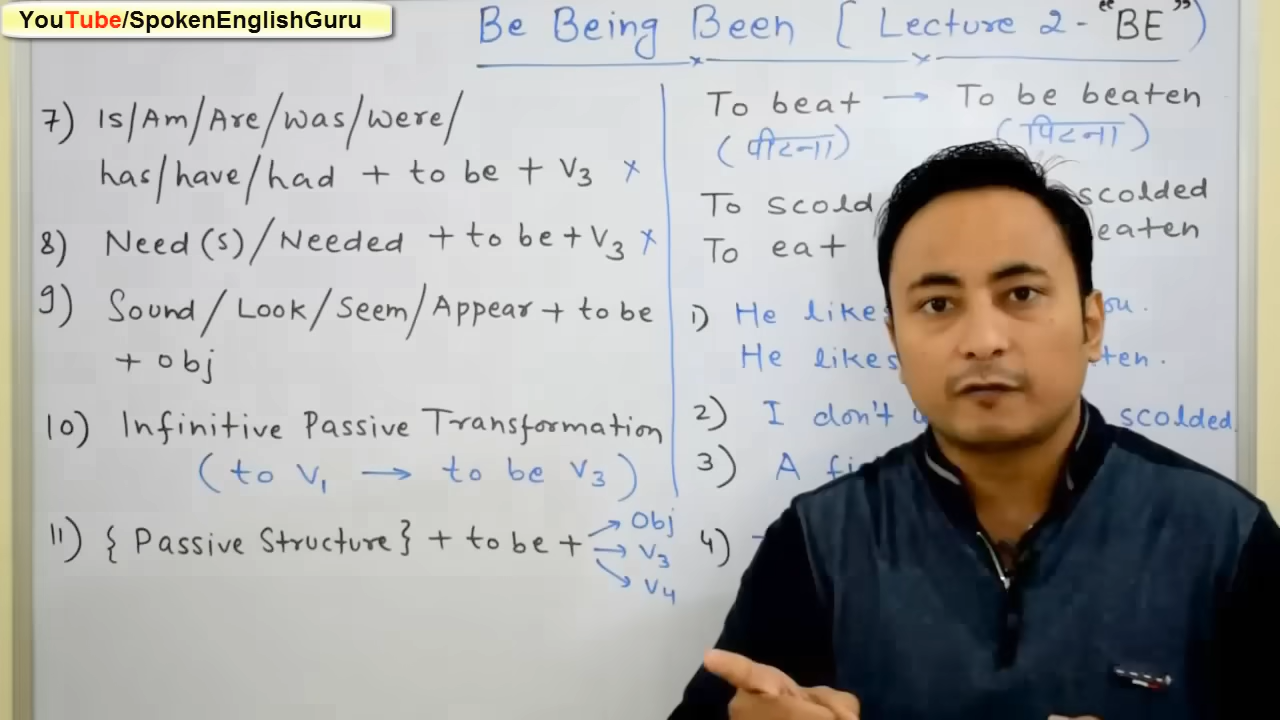 YouTube/SpokenEnglishGuru
Be Being Been [ Lecture 2 - "BE" )
7) Is/Am/Are/was/were/
has/have/had + to be + V3 ×
8) Need(s)/Needed + to be + V3 ×
9) Sound/Look/Seem/Appear + to be
+ obj
10) Infinitive Passive Transformation
(to V1 → to be V3)
11) { Passive Structure } + to be + → Obj
→ V3
→ V4
To beat → To be beaten
(पीटना) (पिटना)
To scold scolded
To eat eaten
1) He likes
He likes
2) I don't scolded.
3) A
4)